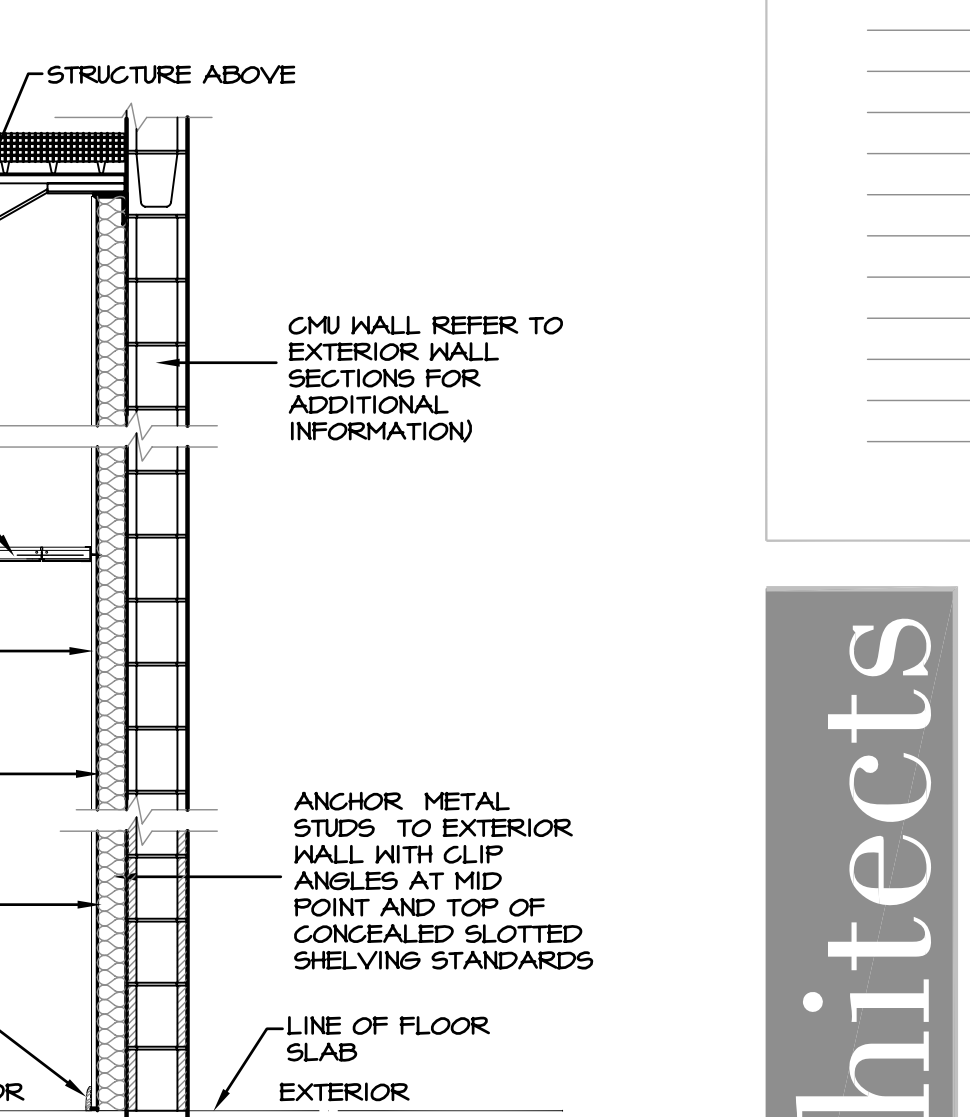 STRUCTURE ABOVE
CMU WALL REFER TO
EXTERIOR WALL
SECTIONS FOR
ADDITIONAL
INFORMATION)
ANCHOR METAL
STUDS TO EXTERIOR
WALL WITH CLIP
ANGLES AT MID
POINT AND TOP OF
CONCEALED SLOTTED
SHELVING STANDARDS
LINE OF FLOOR
SLAB
OR
EXTERIOR
hitects